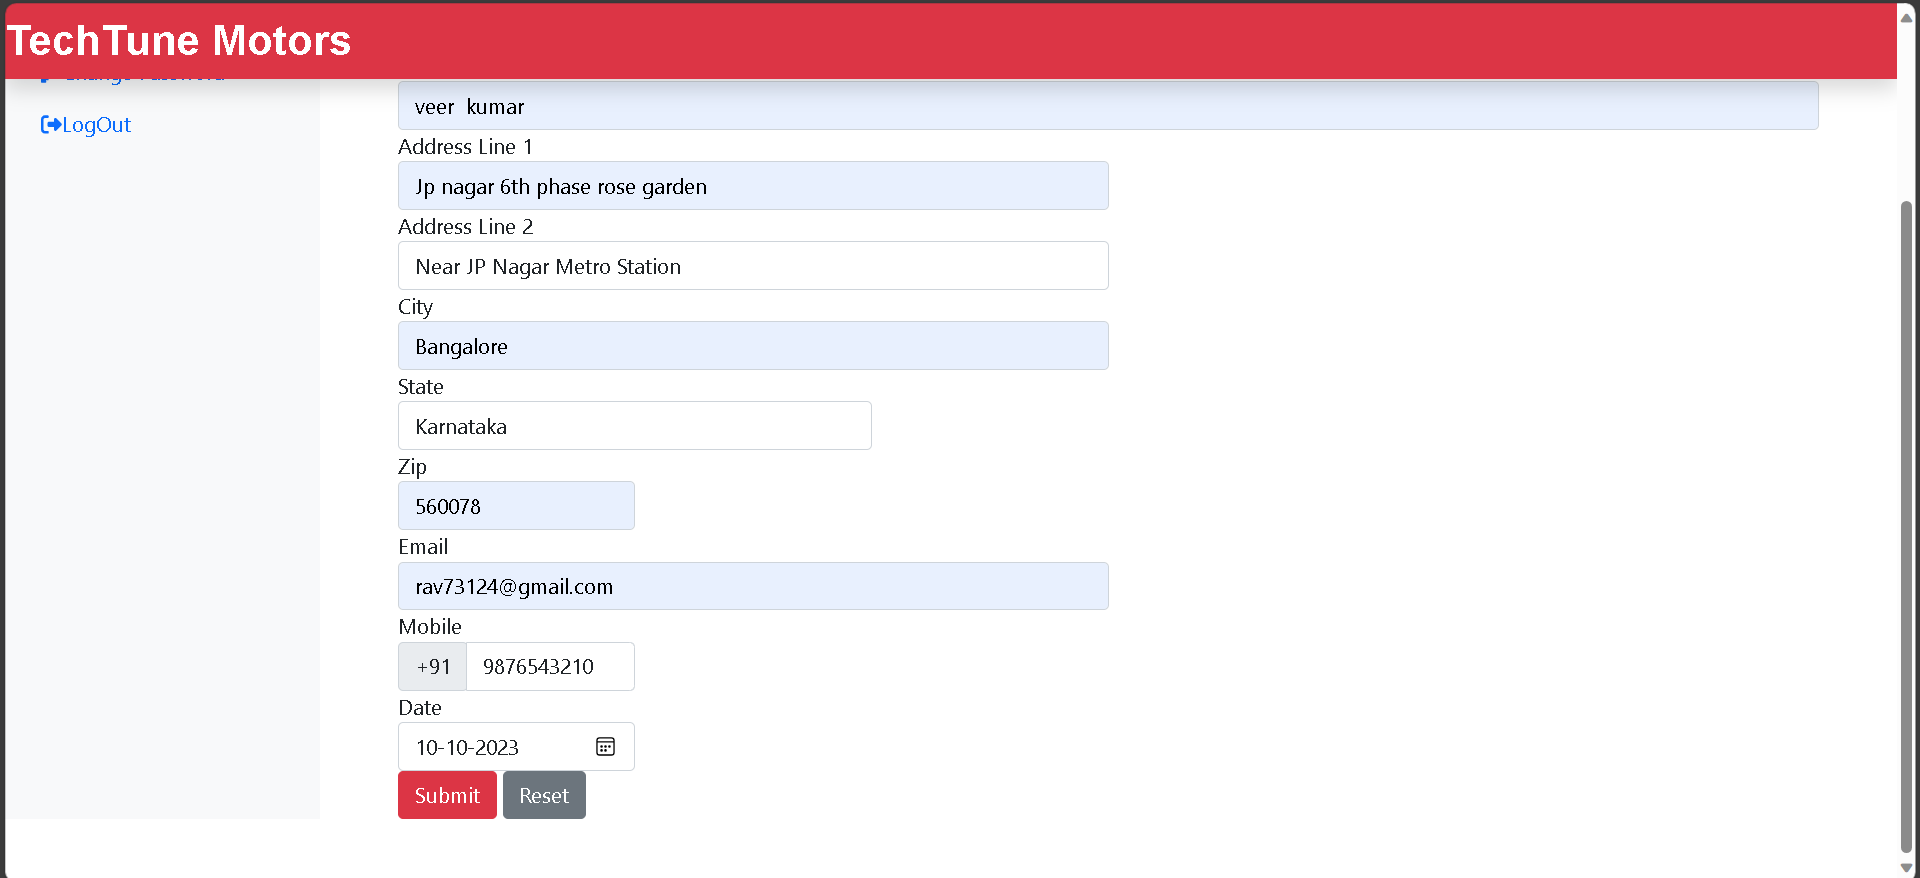 TechTune Motors
LogOut
veer kumar
Address Line 1
Jp nagar 6th phase rose garden
Address Line 2
Near JP Nagar Metro Station
City
Bangalore
State
Karnataka
Zip
560078
Email
rav73124@gmail.com
Mobile
+91 9876543210
Date
10-10-2023
Submit Reset